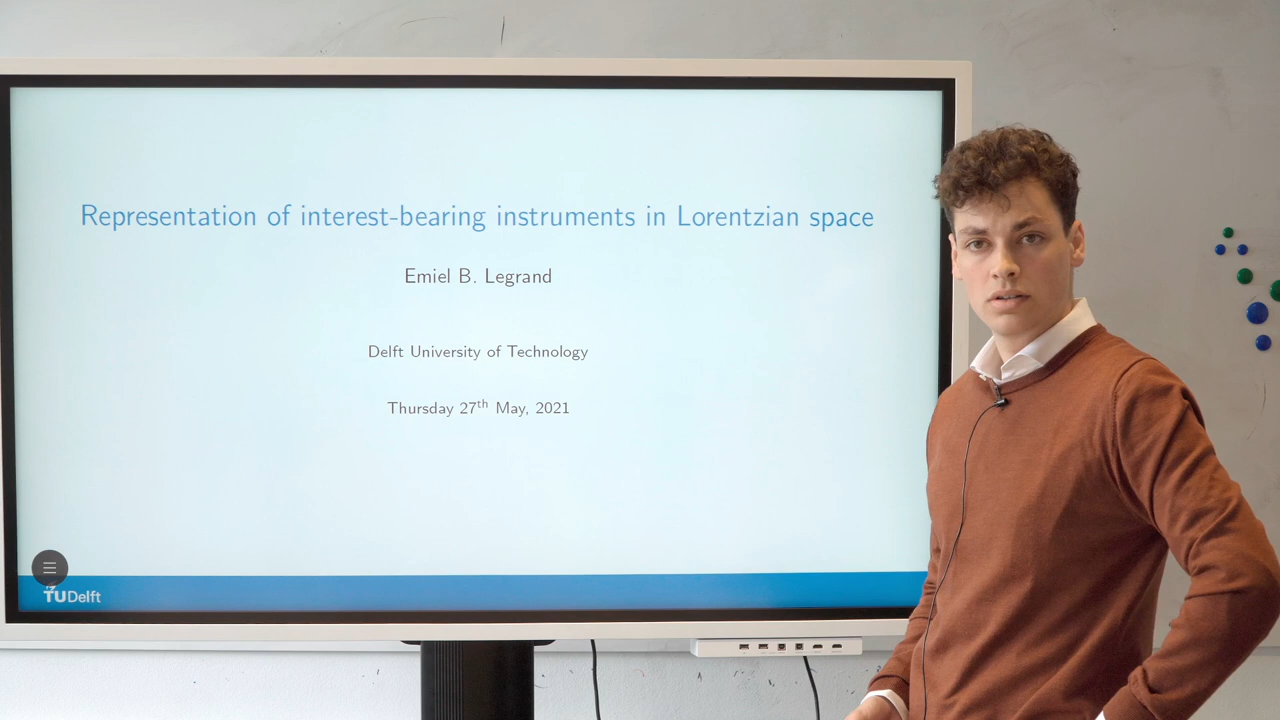 Representation of interest-bearing instruments in Lorentzian space
Emiel B. Legrand
Delft University of Technology
Thursday 27th May, 2021
TUDelft